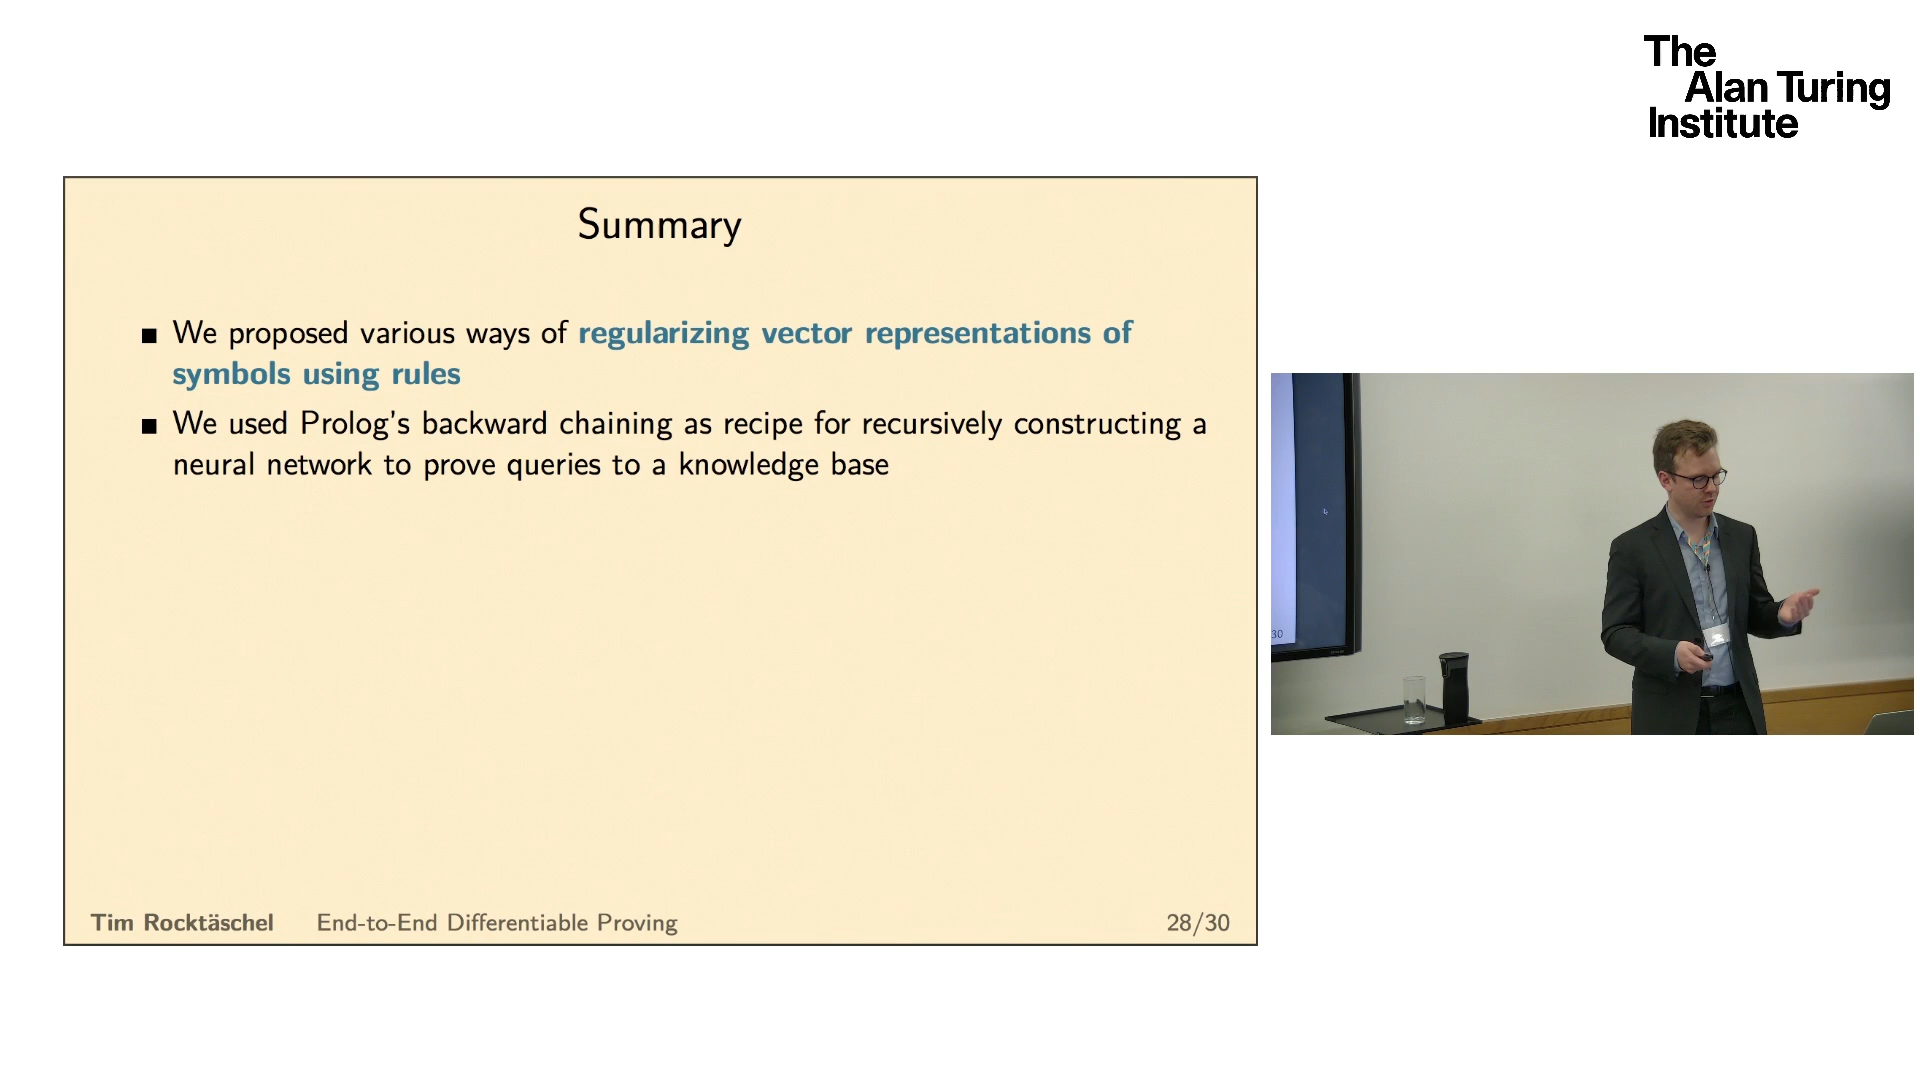 The
Alan Turing
Institute
Summary
We proposed various ways of regularizing vector representations of
symbols using rules
We used Prolog's backward chaining as recipe for recursively constructing a
neural network to prove queries to a knowledge base
30
Tim Rocktäschel End-to-End Differentiable Proving 28/30